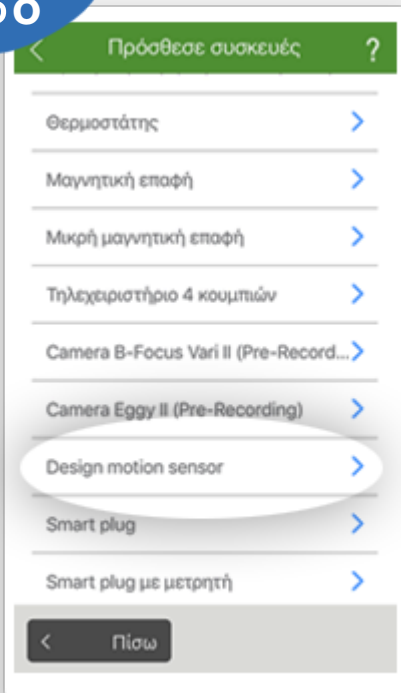 Πρόσθεσε συσκευές ?
Θερμοστάτης
Μαγνητική επαφή
Μικρή μαγνητική επαφή
Τηλεχειριστήριο 4 κουμπιών
Camera B-Focus Vari II (Pre-Record...
Camera Eggy II (Pre-Recording)
Design motion sensor
Smart plug
Smart plug με μετρητή
Πίσω